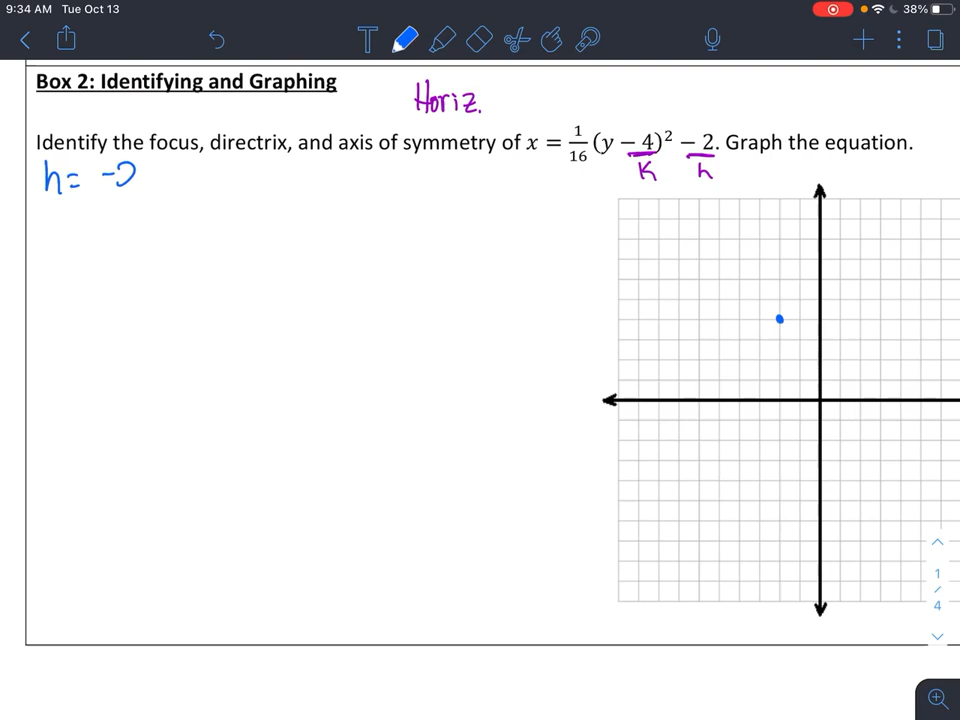 9:34 AM Tue Oct 13 38%
T
Box 2: Identifying and Graphing
Horiz.
Identify the focus, directrix, and axis of symmetry of x = 1/16 (y − 4)² − 2. Graph the equation.
K h
h = -2
1
/
4